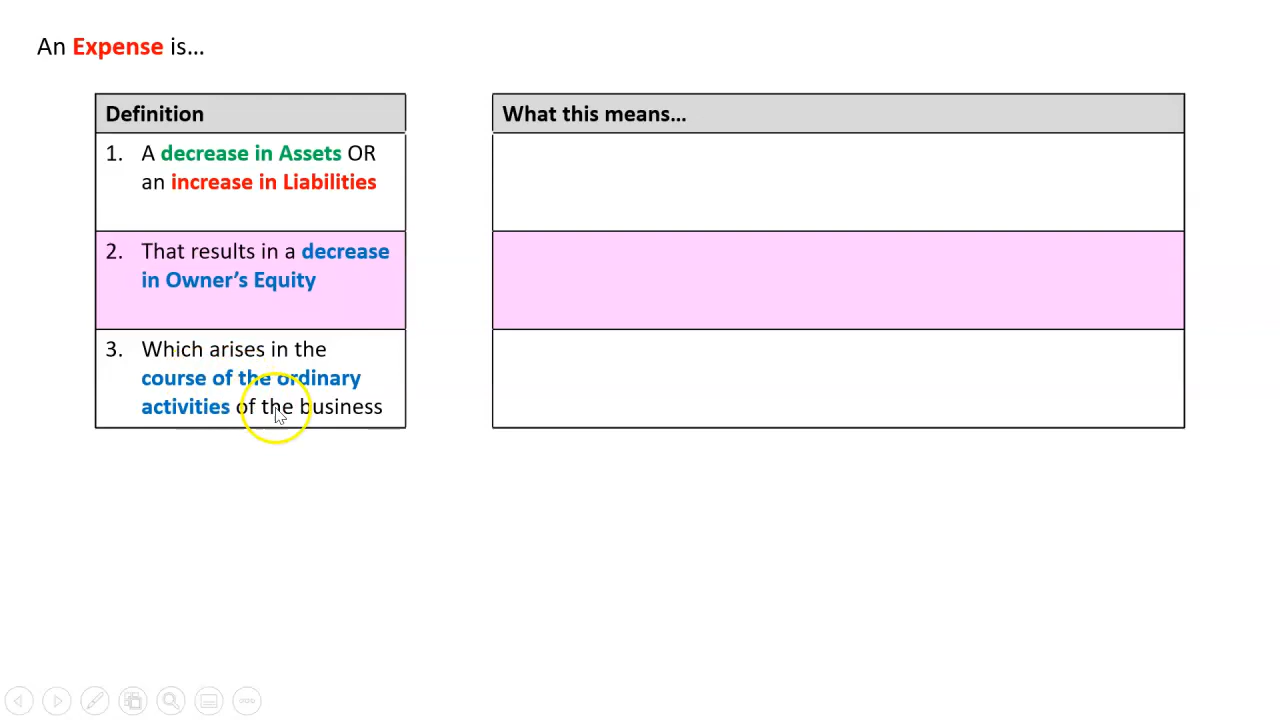 An Expense is...
Definition
1. A decrease in Assets OR
an increase in Liabilities
2. That results in a decrease
in Owner's Equity
3. Which arises in the
course of the ordinary
activities of the business
What this means...